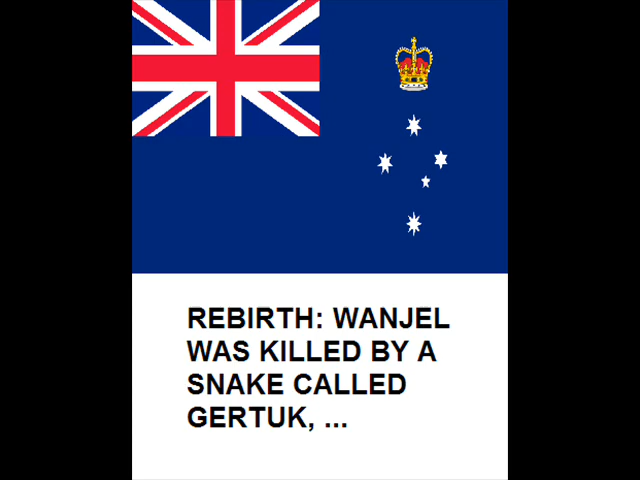 REBIRTH: WANJEL
WAS KILLED BY A
SNAKE CALLED
GERTUK, ...